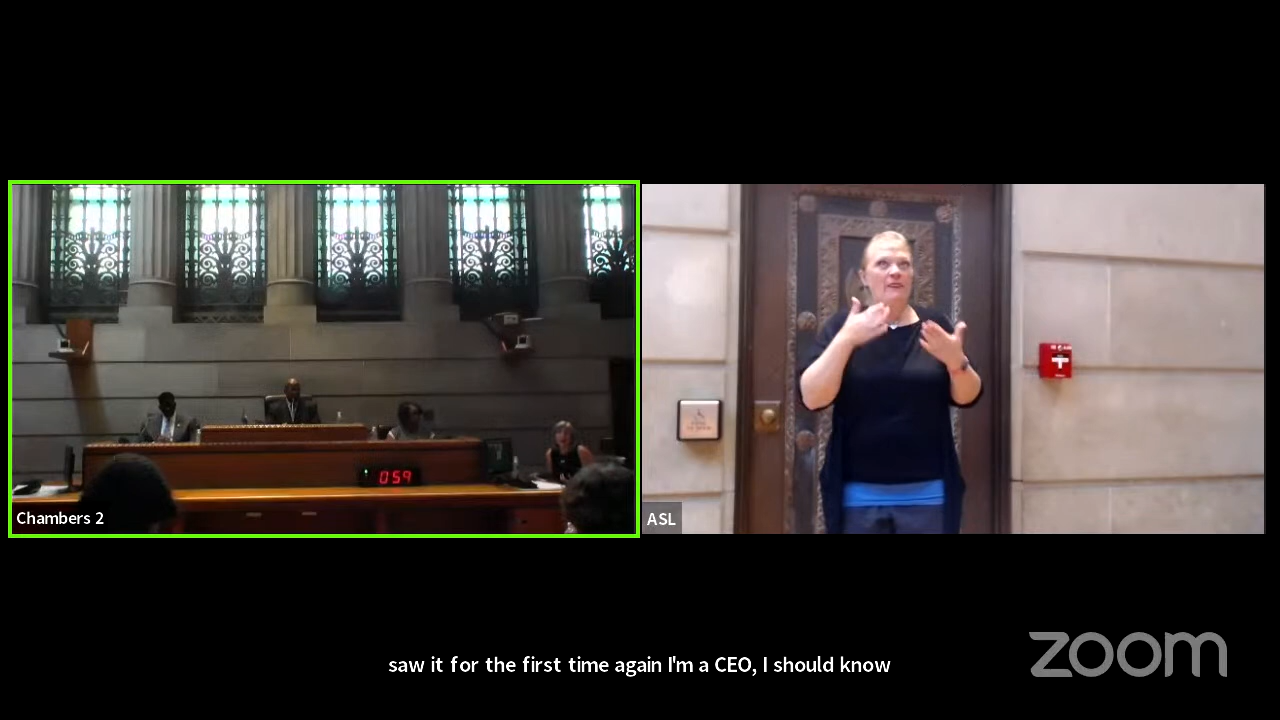 059
Chambers 2
ASL
saw it for the first time again I'm a CEO, I should know
zoom